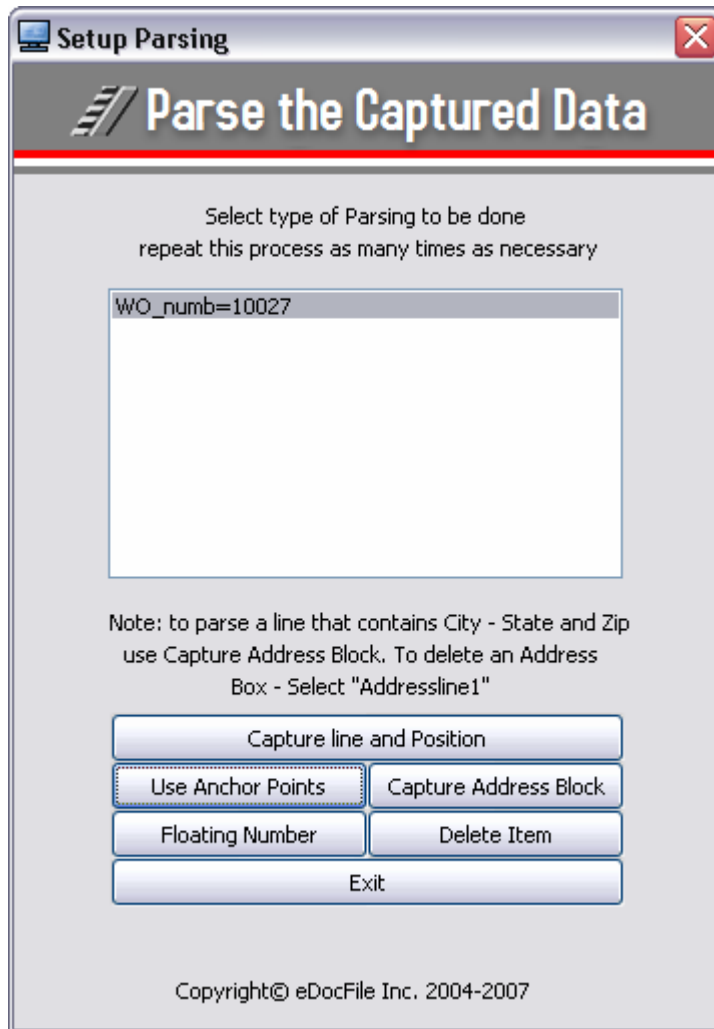 Setup Parsing
Parse the Captured Data
Select type of Parsing to be done
repeat this process as many times as necessary
WO_numb=10027
Note: to parse a line that contains City - State and Zip
use Capture Address Block. To delete an Address
Box - Select "Addressline1"
Capture line and Position
Use Anchor Points
Capture Address Block
Floating Number
Delete Item
Exit
Copyright© eDocFile Inc. 2004-2007